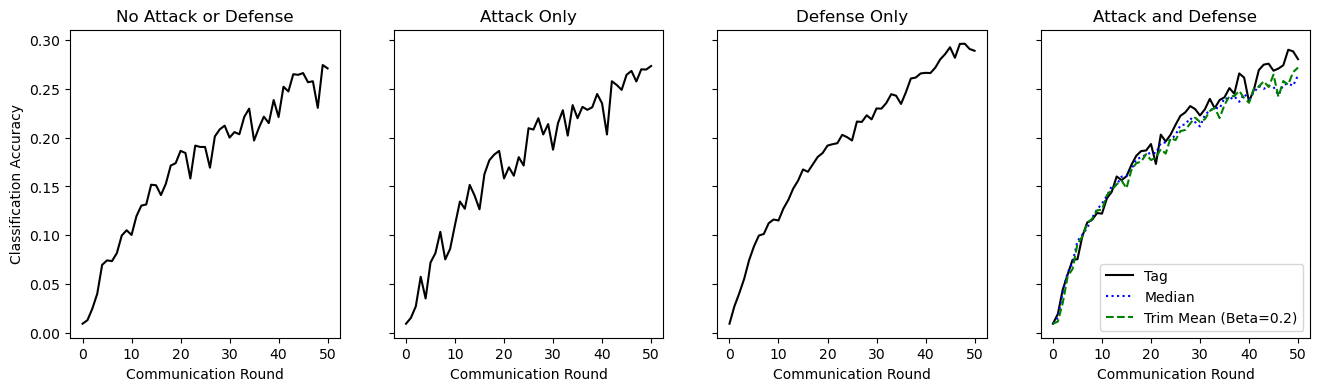 No Attack or Defense
Attack Only
Defense Only
Attack and Defense
Classification Accuracy
0.30
0.25
0.20
0.15
0.10
0.05
0.00
0 10 20 30 40 50
0 10 20 30 40 50
0 10 20 30 40 50
0 10 20 30 40 50
Communication Round
Communication Round
Communication Round
Communication Round
Tag
Median
Trim Mean (Beta=0.2)